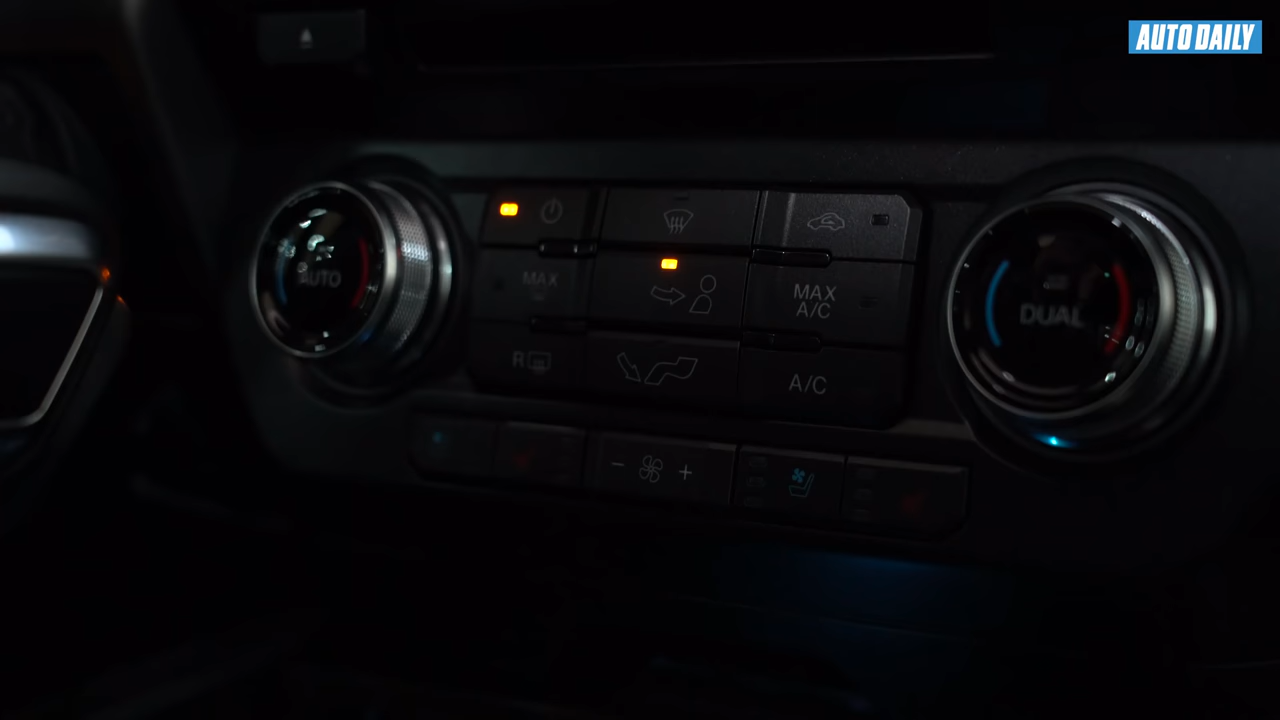 AUTO DAILY
AUTO
MAX
MAX
A/C
DUAL
R
A/C
- +